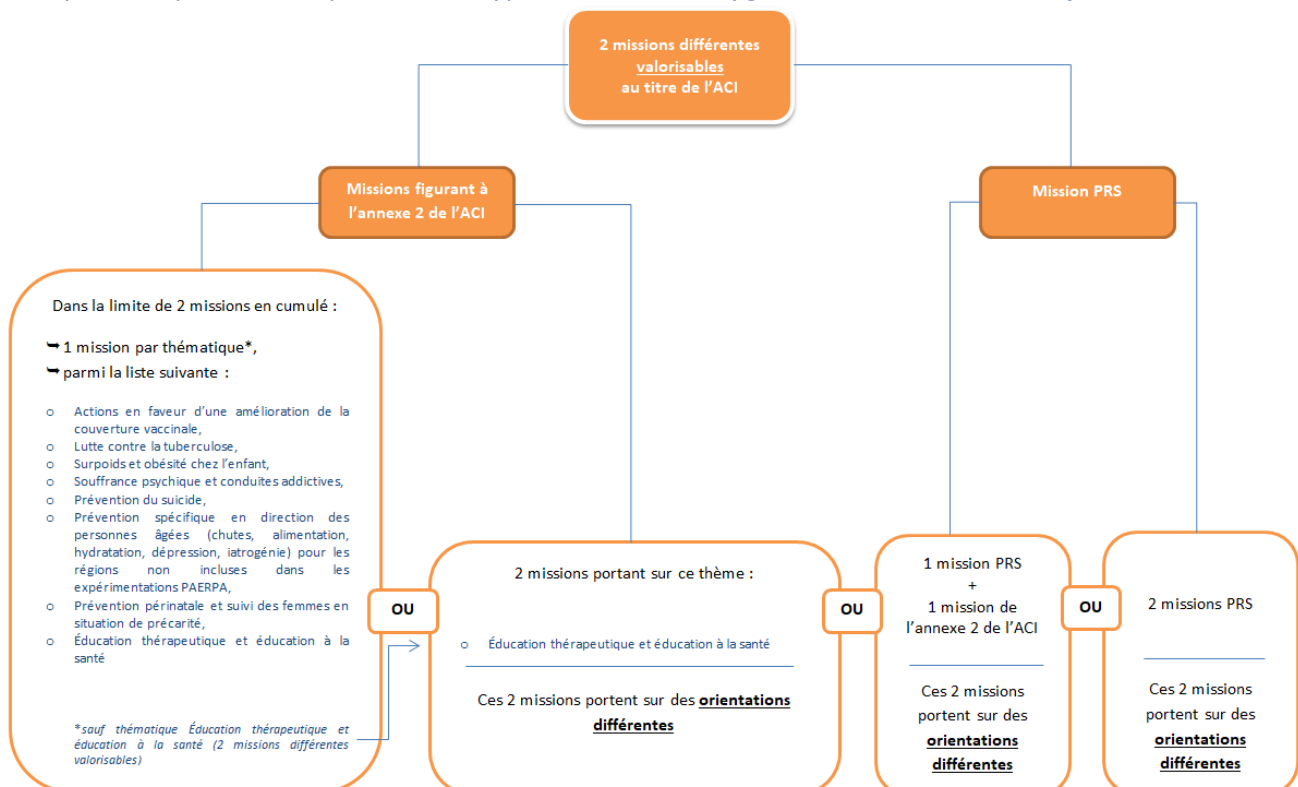 2 missions différentes
valorisables
au titre de l'ACI
Missions figurant à
l'annexe 2 de l'ACI
Mission PRS
Dans la limite de 2 missions en cumulé :
➥ 1 mission par thématique*,
➥ parmi la liste suivante :
o Actions en faveur d'une amélioration de la
couverture vaccinale,
o Lutte contre la tuberculose,
o Surpoids et obésité chez l'enfant,
o Souffrance psychique et conduites addictives,
o Prévention du suicide,
o Prévention spécifique en direction des
personnes âgées (chutes, alimentation,
hydratation, dépression, iatrogénie) pour les
régions non incluses dans les
expérimentations PAERPA,
o Prévention périnatale et suivi des femmes en
situation de précarité,
o Éducation thérapeutique et éducation à la
santé
*sauf thématique Éducation thérapeutique et
éducation à la santé (2 missions différentes
valorisables)
OU
2 missions portant sur ce thème :
o Éducation thérapeutique et éducation à la santé
Ces 2 missions portent sur des orientations
différentes
OU
1 mission PRS
+
1 mission de
l'annexe 2 de l'ACI
Ces 2 missions
portent sur des
orientations
différentes
OU
2 missions PRS
Ces 2 missions
portent sur des
orientations
différentes